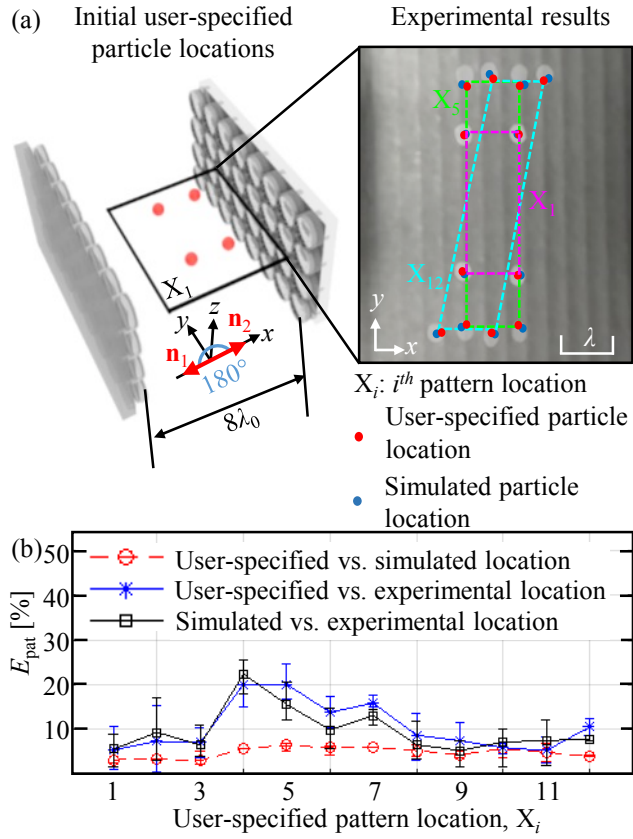 (a)
Initial user-specified
particle locations
Experimental results
X₅
X₁
X₁₂
y
x
λ
X₁
z
y
n₂
x
n₁
180°
8λ₀
Xᵢ: iᵗʰ pattern location
User-specified particle
location
Simulated particle
location
(b)
50
40
30
20
10
E_pat [%]
User-specified vs. simulated location
User-specified vs. experimental location
Simulated vs. experimental location
1 3 5 7 9 11
User-specified pattern location, Xᵢ